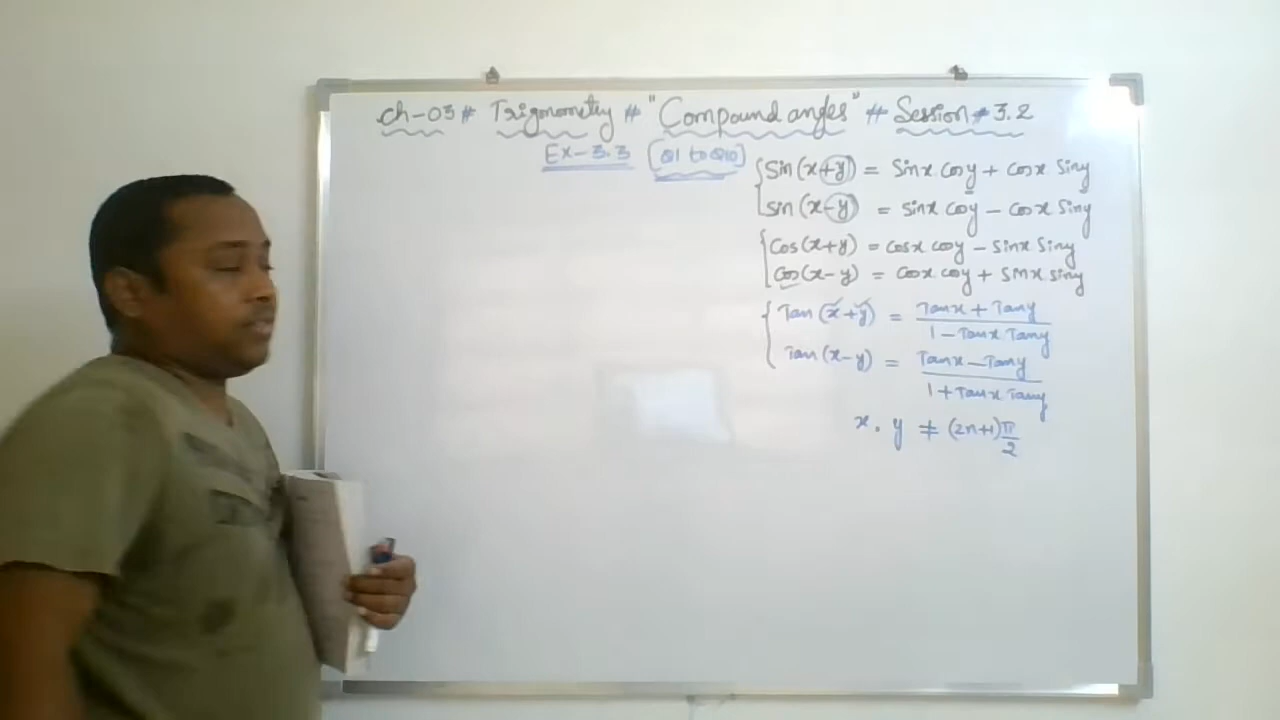 Ch-03 # Trigonometry # "Compound angles" # Session # 3.2
Ex-3.3 (Q1 to Q10)
Sin(x+y) = Sinx cosy + cosx Siny
sin(x-y) = sinx cosy - cosx Siny
Cos(x+y) = cosx cosy - sinx Siny
Cos(x-y) = cosx cosy + sinx siny
Tan(x+y) = Tanx + Tany / 1 - Tanx Tany
Tan(x-y) = Tanx - Tany / 1 + Tanx Tany
x, y ≠ (2n+1) π/2